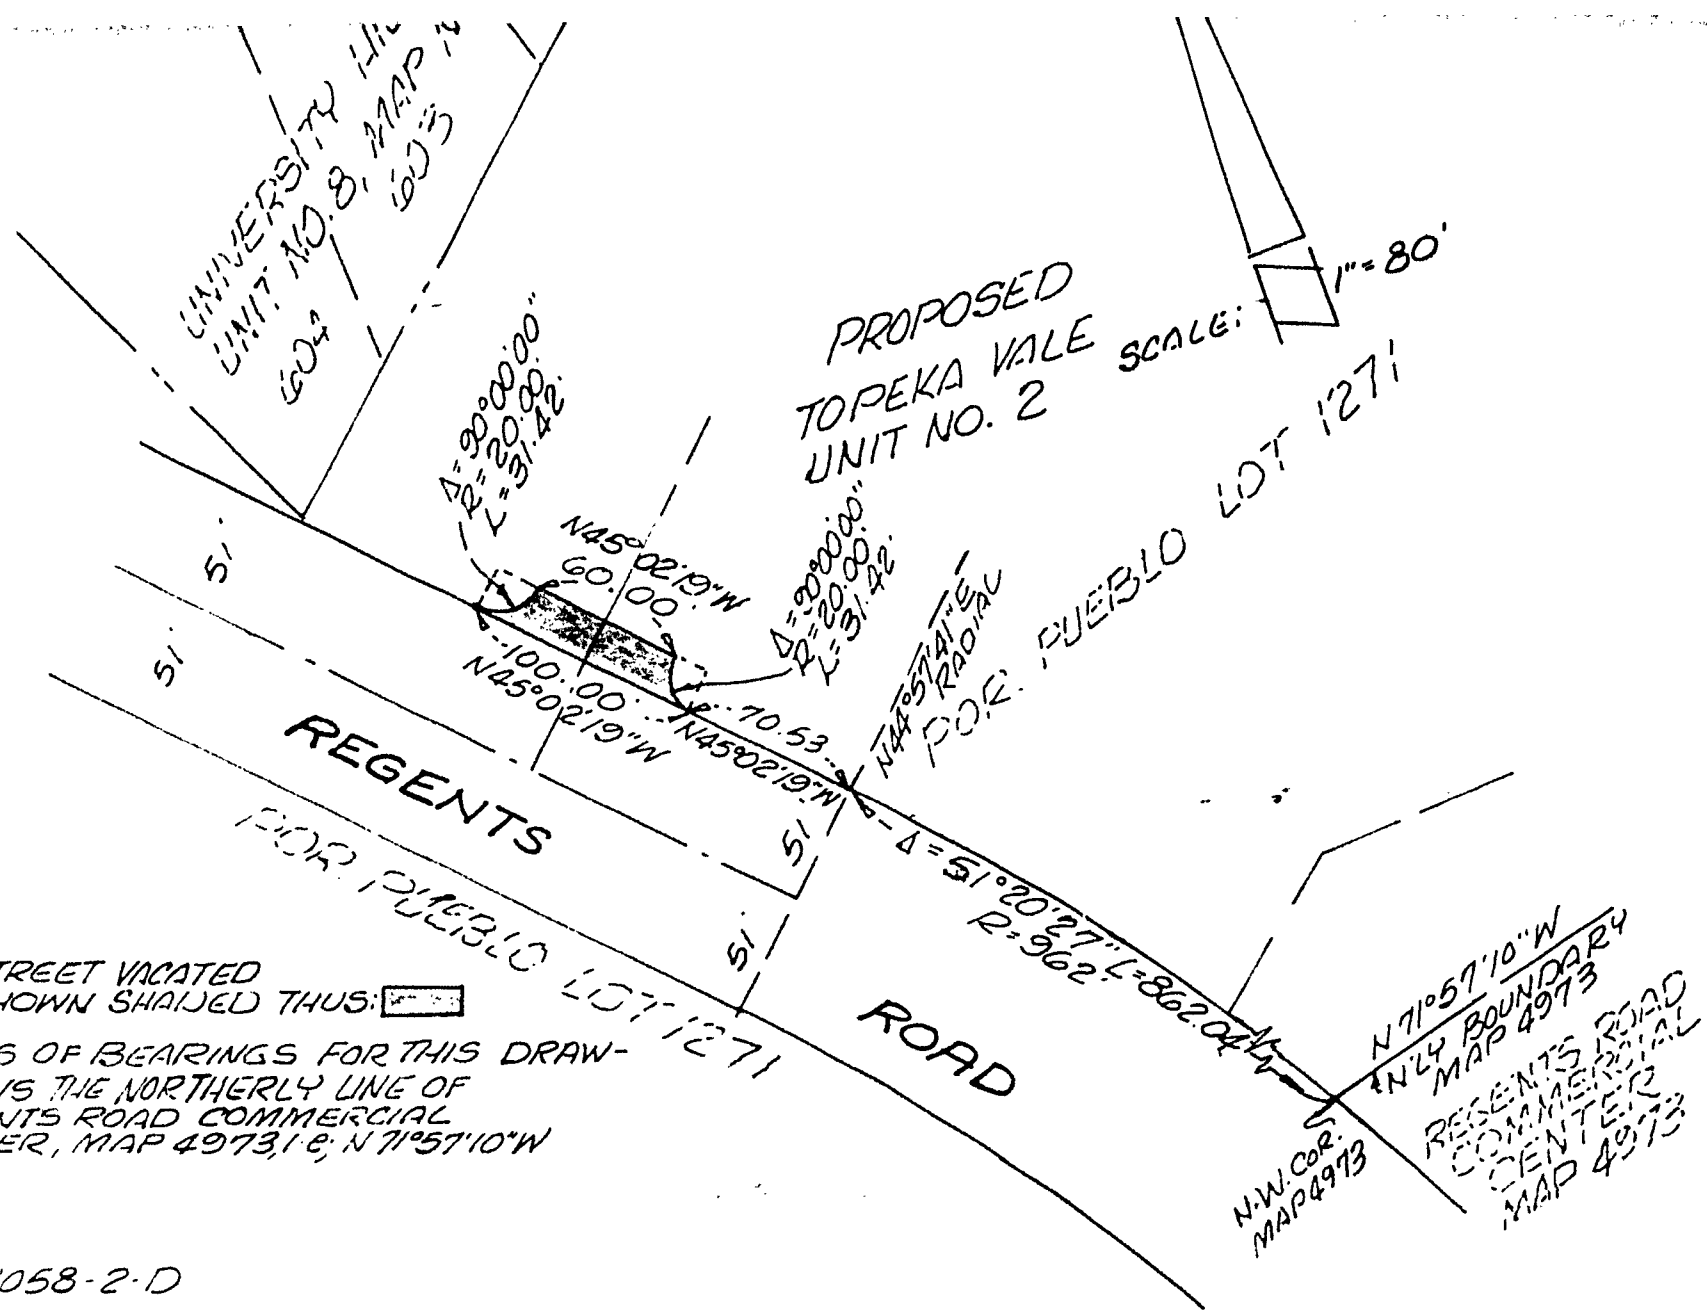 UNIVERSITY
UNIT NO. 8, MAP
603
604
Δ=90°00'00"
R=20.00'
L=31.42'
N45°02'19"W
60.00'
PROPOSED
TOPEKA VALE
UNIT NO. 2
SCALE: 1"=80'
POR. PUEBLO LOT 1271
Δ=90°00'00"
R=20.00'
L=31.42'
N44°57'41"E
RADIAL
51'
51'
100.00'
N45°02'19"W
70.53
N45°02'19"W
REGENTS
51'
51'
POR. PUEBLO LOT 1271
Δ=51°20'27" L=862.04'
R=962'
ROAD
N71°57'10"W
N'LY BOUNDARY
MAP 4973
REGENTS ROAD
COMMERCIAL
CENTER
MAP 4973
N.W. COR.
MAP 4973
TREET VACATED
HOWN SHADED THUS:
S OF BEARINGS FOR THIS DRAW-
IS THE NORTHERLY LINE OF
NTS ROAD COMMERCIAL
ER, MAP 4973, I.E; N71°57'10"W
058-2-D